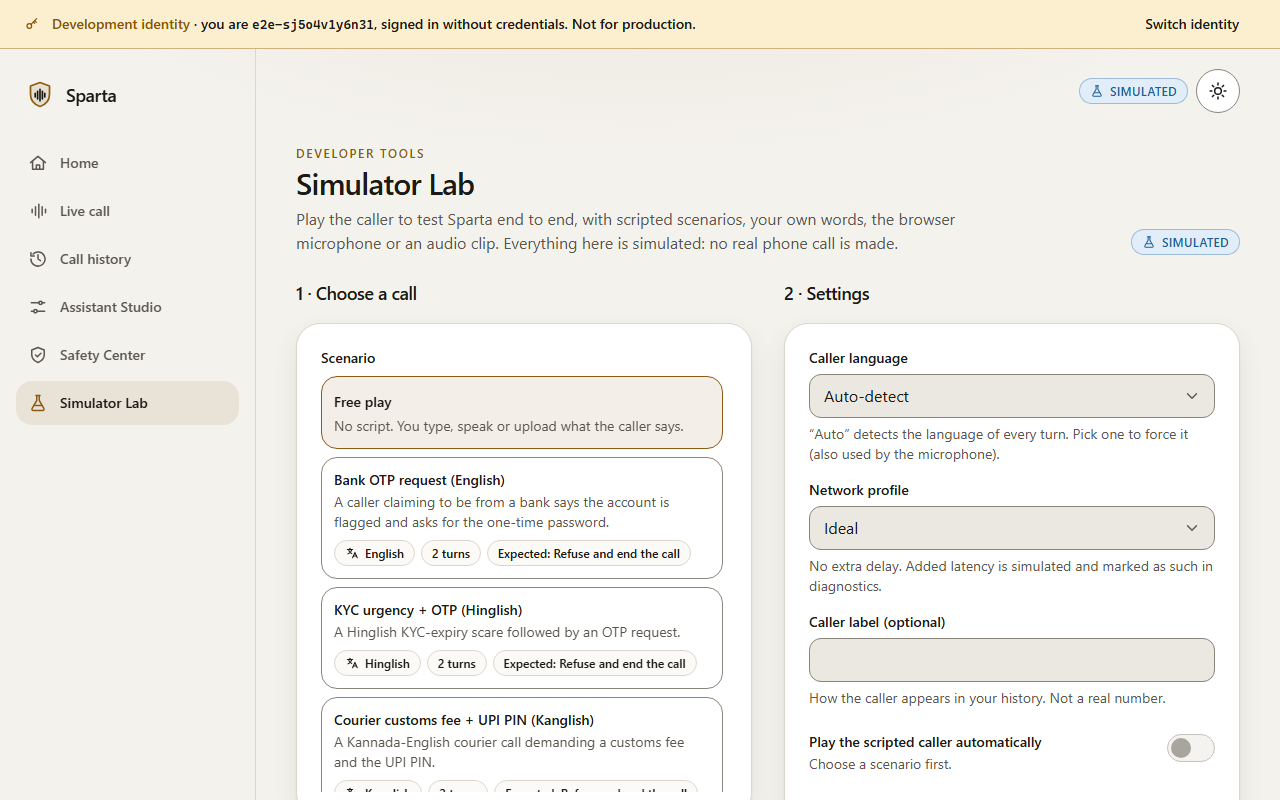 Development identity · you are e2e-sj5o4v1y6n31, signed in without credentials. Not for production.
Switch identity
Sparta
SIMULATED
Home
Live call
Call history
Assistant Studio
Safety Center
Simulator Lab
DEVELOPER TOOLS
Simulator Lab
Play the caller to test Sparta end to end, with scripted scenarios, your own words, the browser
microphone or an audio clip. Everything here is simulated: no real phone call is made.
SIMULATED
1 · Choose a call
Scenario
Free play
No script. You type, speak or upload what the caller says.
Bank OTP request (English)
A caller claiming to be from a bank says the account is
flagged and asks for the one-time password.
English 2 turns Expected: Refuse and end the call
KYC urgency + OTP (Hinglish)
A Hinglish KYC-expiry scare followed by an OTP request.
Hinglish 2 turns Expected: Refuse and end the call
Courier customs fee + UPI PIN (Kanglish)
A Kannada-English courier call demanding a customs fee
and the UPI PIN.
2 · Settings
Caller language
Auto-detect
“Auto” detects the language of every turn. Pick one to force it
(also used by the microphone).
Network profile
Ideal
No extra delay. Added latency is simulated and marked as such in
diagnostics.
Caller label (optional)
How the caller appears in your history. Not a real number.
Play the scripted caller automatically
Choose a scenario first.